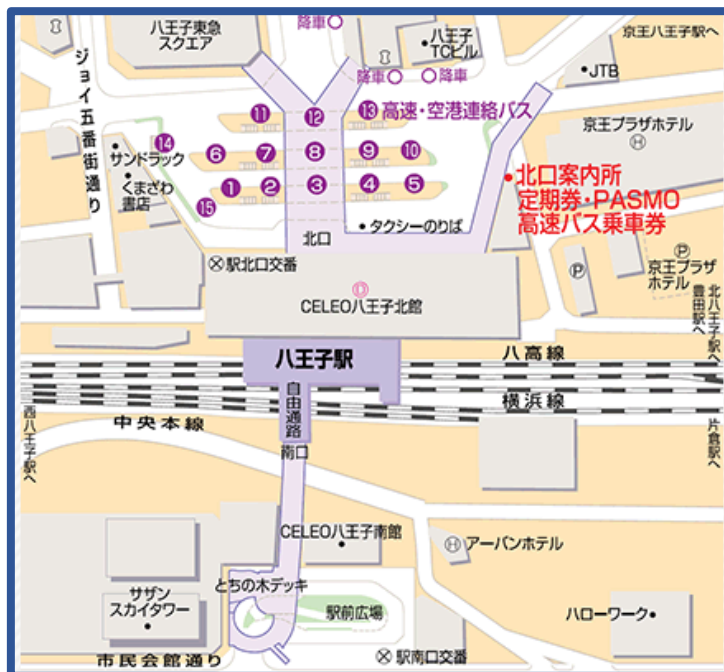 降車
八王子東急
スクエア
八王子
TCビル
京王八王子駅へ
降車
降車
JTB
ジョイ五番街通り
11
12
13
高速・空港連絡バス
京王プラザホテル
H
14
サンドラック
6
7
8
9
10
くまざわ
書店
1
2
3
4
5
北口案内所
定期券・PASMO
高速バス乗車券
15
北口
タクシーのりば
駅北口交番
P
P
京王プラザ
ホテル
CELEO八王子北館
北八王子駅へ
豊田駅へ
八王子駅
八高線
自由通路
横浜線
中央本線
西八王子駅へ
片倉駅へ
南口
CELEO八王子南館
H
アーバンホテル
とちの木デッキ
サザン
スカイタワー
駅前広場
ハローワーク
市民会館通り
駅南口交番